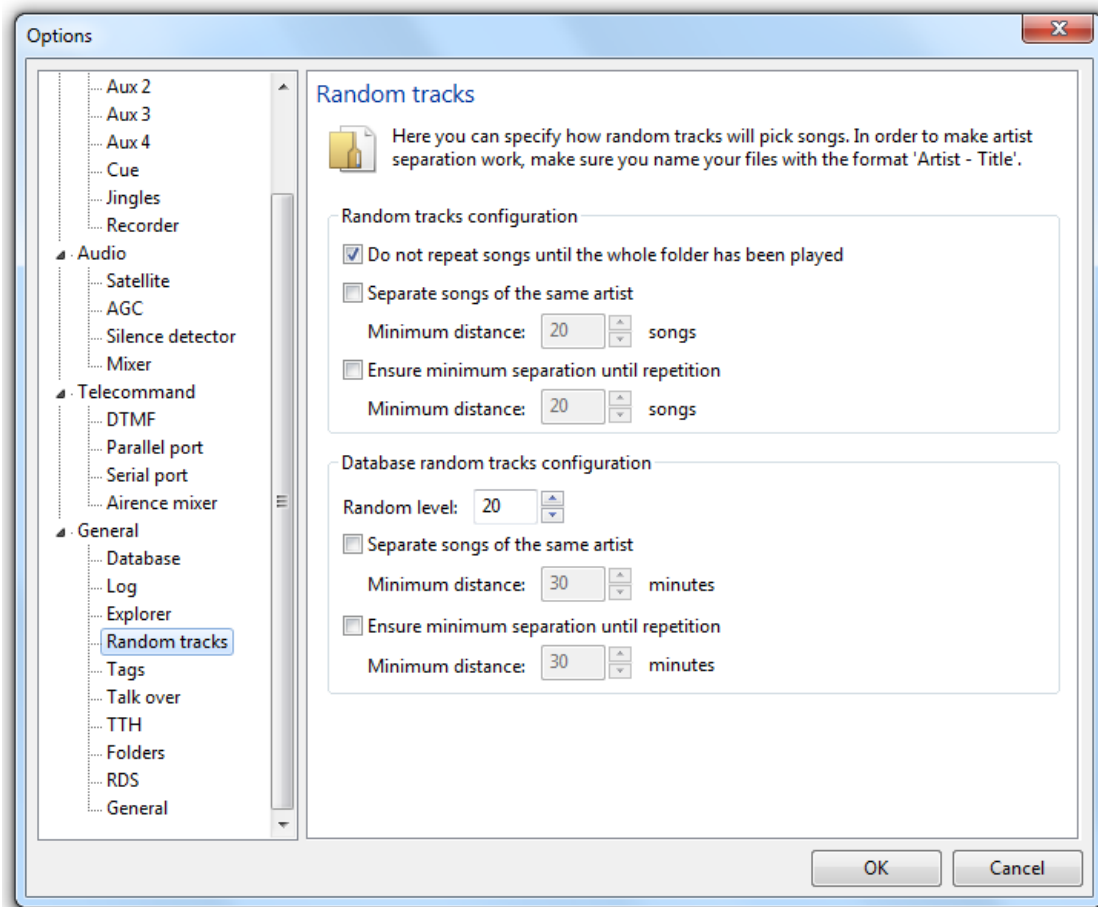 Options
Aux 2
Aux 3
Aux 4
Cue
Jingles
Recorder
Audio
Satellite
AGC
Silence detector
Mixer
Telecommand
DTMF
Parallel port
Serial port
Airence mixer
General
Database
Log
Explorer
Random tracks
Tags
Talk over
TTH
Folders
RDS
General
Random tracks
Here you can specify how random tracks will pick songs. In order to make artist
separation work, make sure you name your files with the format 'Artist - Title'.
Random tracks configuration
Do not repeat songs until the whole folder has been played
Separate songs of the same artist
Minimum distance: 20 songs
Ensure minimum separation until repetition
Minimum distance: 20 songs
Database random tracks configuration
Random level: 20
Separate songs of the same artist
Minimum distance: 30 minutes
Ensure minimum separation until repetition
Minimum distance: 30 minutes
OK Cancel